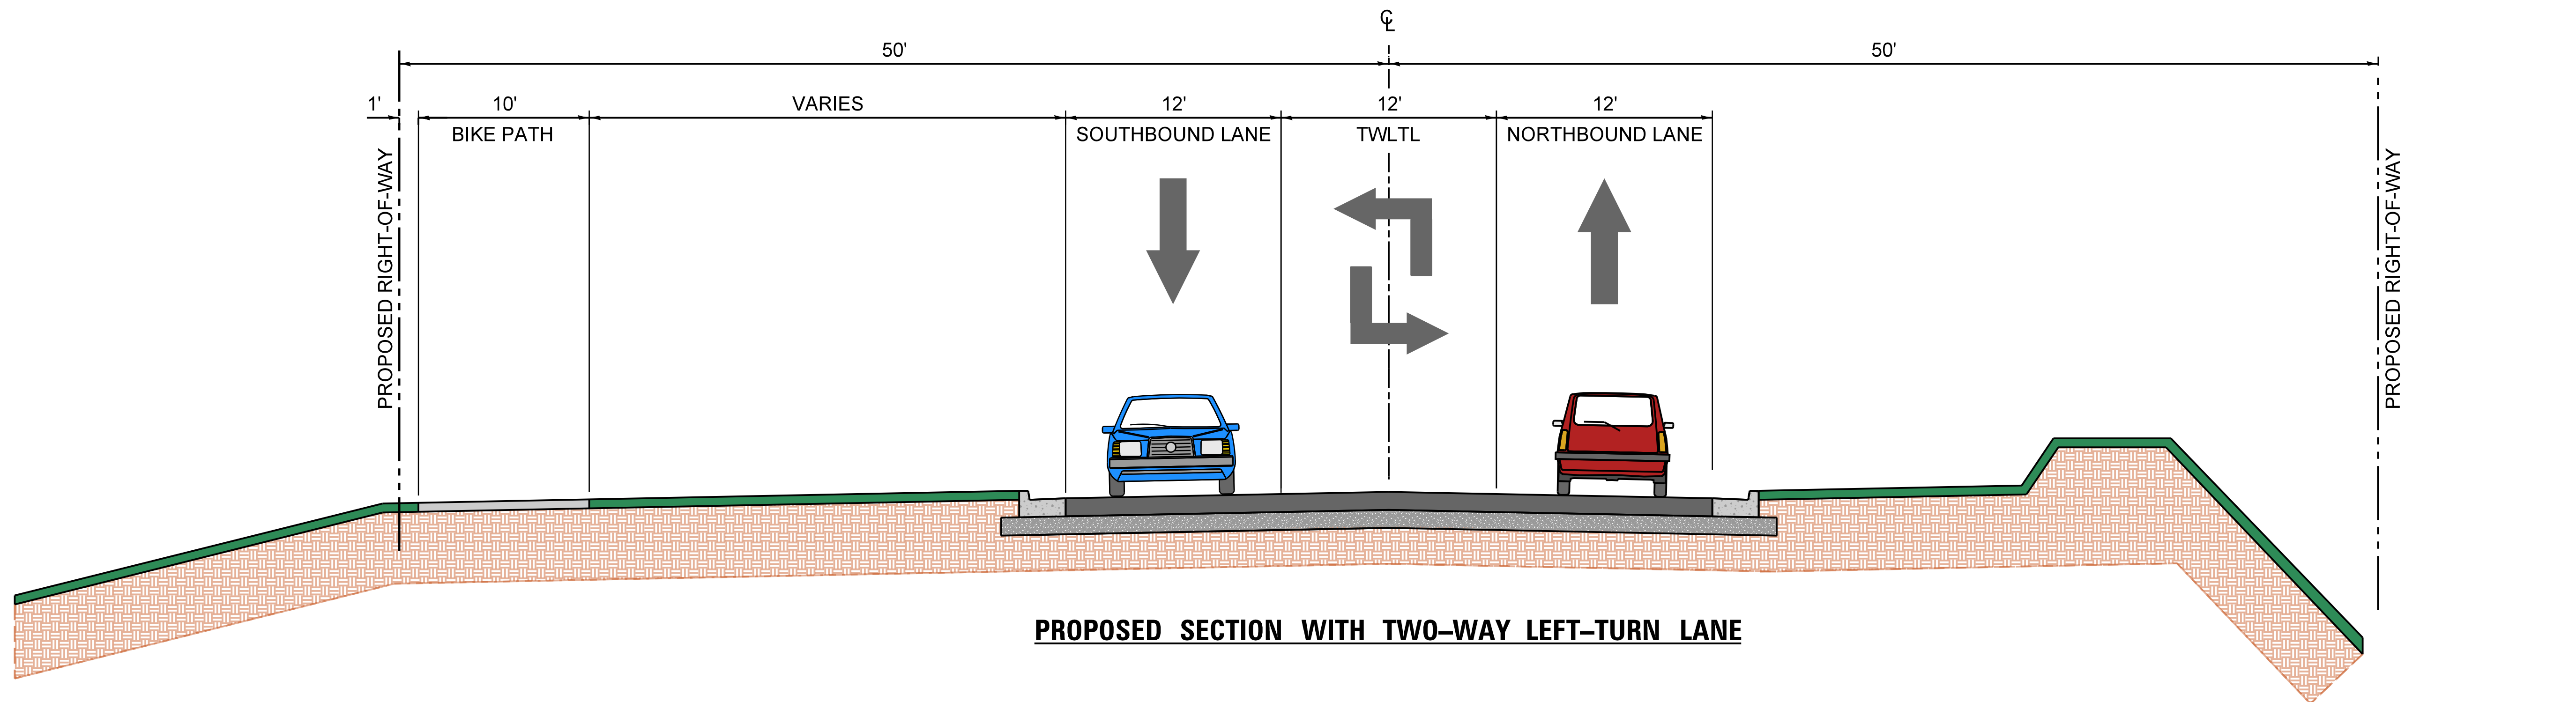 ℄
50'
50'
1'
10'
VARIES
12'
12'
12'
BIKE PATH
SOUTHBOUND LANE
TWLTL
NORTHBOUND LANE
PROPOSED RIGHT-OF-WAY
PROPOSED RIGHT-OF-WAY
PROPOSED SECTION WITH TWO–WAY LEFT–TURN LANE